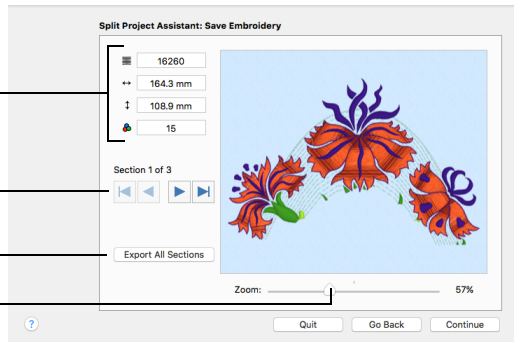 Split Project Assistant: Save Embroidery
16260
164.3 mm
108.9 mm
15
Section 1 of 3
Export All Sections
Zoom:
57%
?
Quit
Go Back
Continue